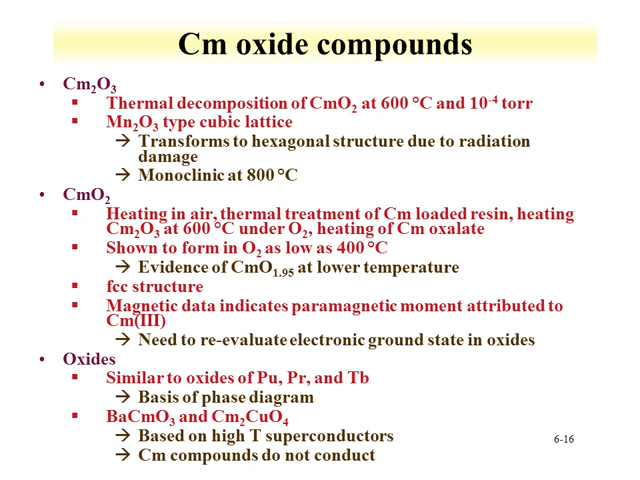 Cm oxide compounds
• Cm₂O₃
▪ Thermal decomposition of CmO₂ at 600 °C and 10⁻⁴ torr
▪ Mn₂O₃ type cubic lattice
→ Transforms to hexagonal structure due to radiation
damage
→ Monoclinic at 800 °C
• CmO₂
▪ Heating in air, thermal treatment of Cm loaded resin, heating
Cm₂O₃ at 600 °C under O₂, heating of Cm oxalate
▪ Shown to form in O₂ as low as 400 °C
→ Evidence of CmO₁.₉₅ at lower temperature
▪ fcc structure
▪ Magnetic data indicates paramagnetic moment attributed to
Cm(III)
→ Need to re-evaluate electronic ground state in oxides
• Oxides
▪ Similar to oxides of Pu, Pr, and Tb
→ Basis of phase diagram
▪ BaCmO₃ and Cm₂CuO₄
→ Based on high T superconductors
→ Cm compounds do not conduct
6-16